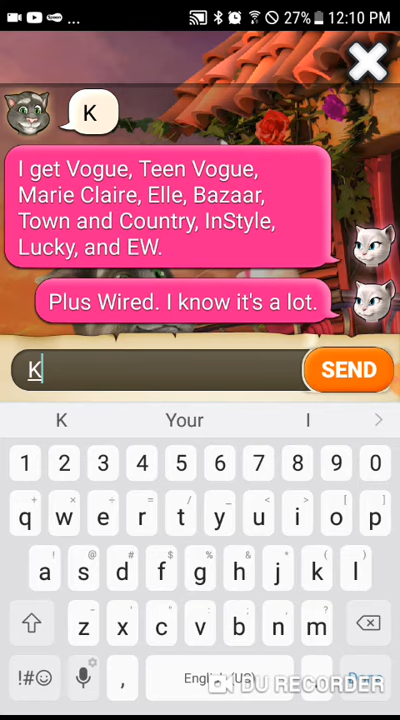 27% 12:10 PM
K
I get Vogue, Teen Vogue,
Marie Claire, Elle, Bazaar,
Town and Country, InStyle,
Lucky, and EW.
Plus Wired. I know it's a lot.
K
SEND
K Your I
1 2 3 4 5 6 7 8 9 0
q w e r t y u i o p
a s d f g h j k l
z x c v b n m
!#☺ , English(US) .
DU RECORDER